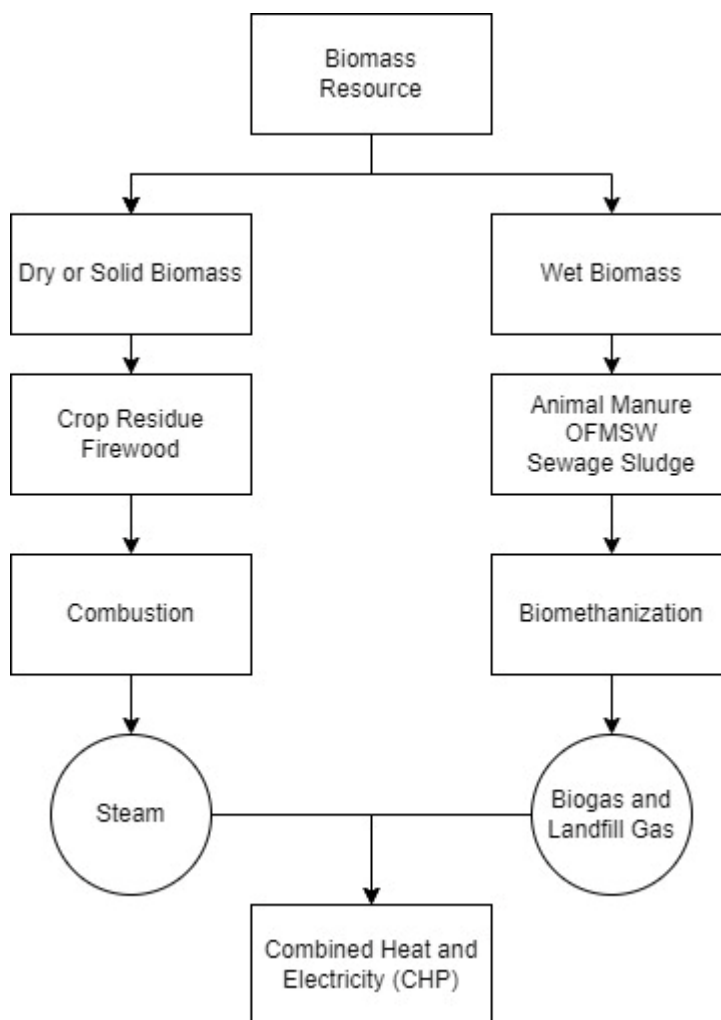 Biomass
Resource
Dry or Solid Biomass
Wet Biomass
Crop Residue
Firewood
Animal Manure
OFMSW
Sewage Sludge
Combustion
Biomethanization
Steam
Biogas and
Landfill Gas
Combined Heat and
Electricity (CHP)